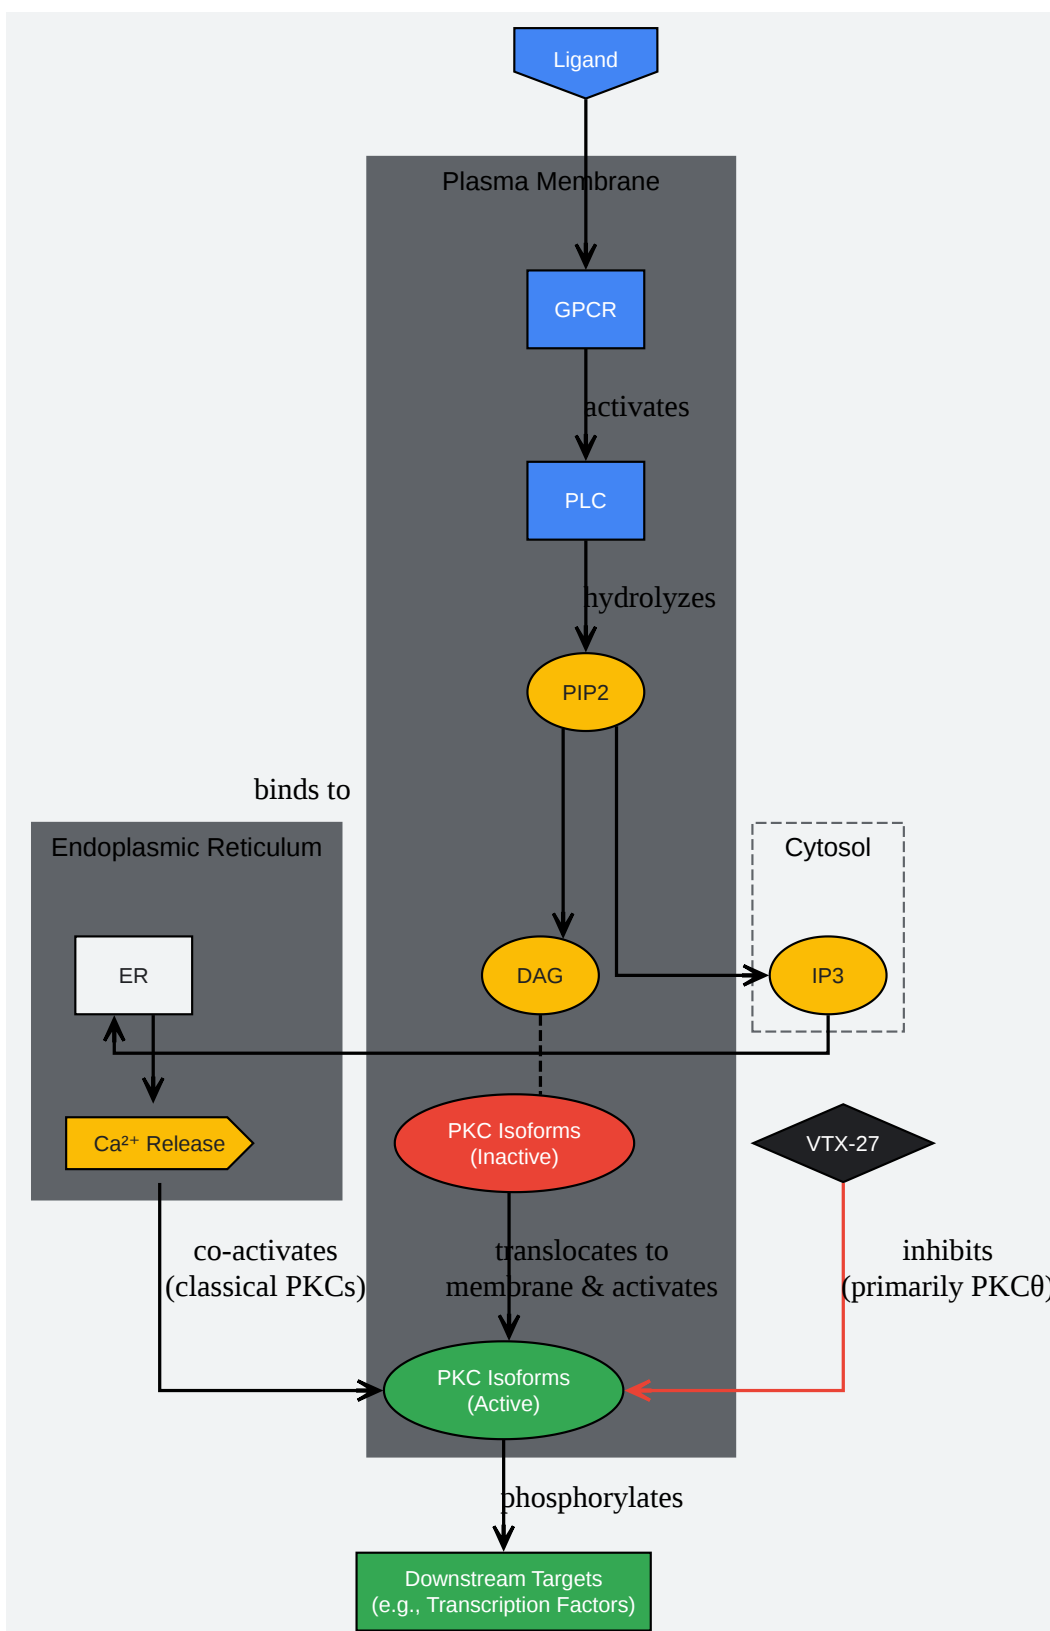 Ligand
Plasma Membrane
GPCR
activates
PLC
hydrolyzes
PIP2
binds to
Endoplasmic Reticulum
Cytosol
ER
DAG
IP3
Ca²⁺ Release
PKC Isoforms
(Inactive)
VTX-27
co-activates
(classical PKCs)
translocates to
membrane & activates
inhibits
(primarily PKCθ)
PKC Isoforms
(Active)
phosphorylates
Downstream Targets
(e.g., Transcription Factors)